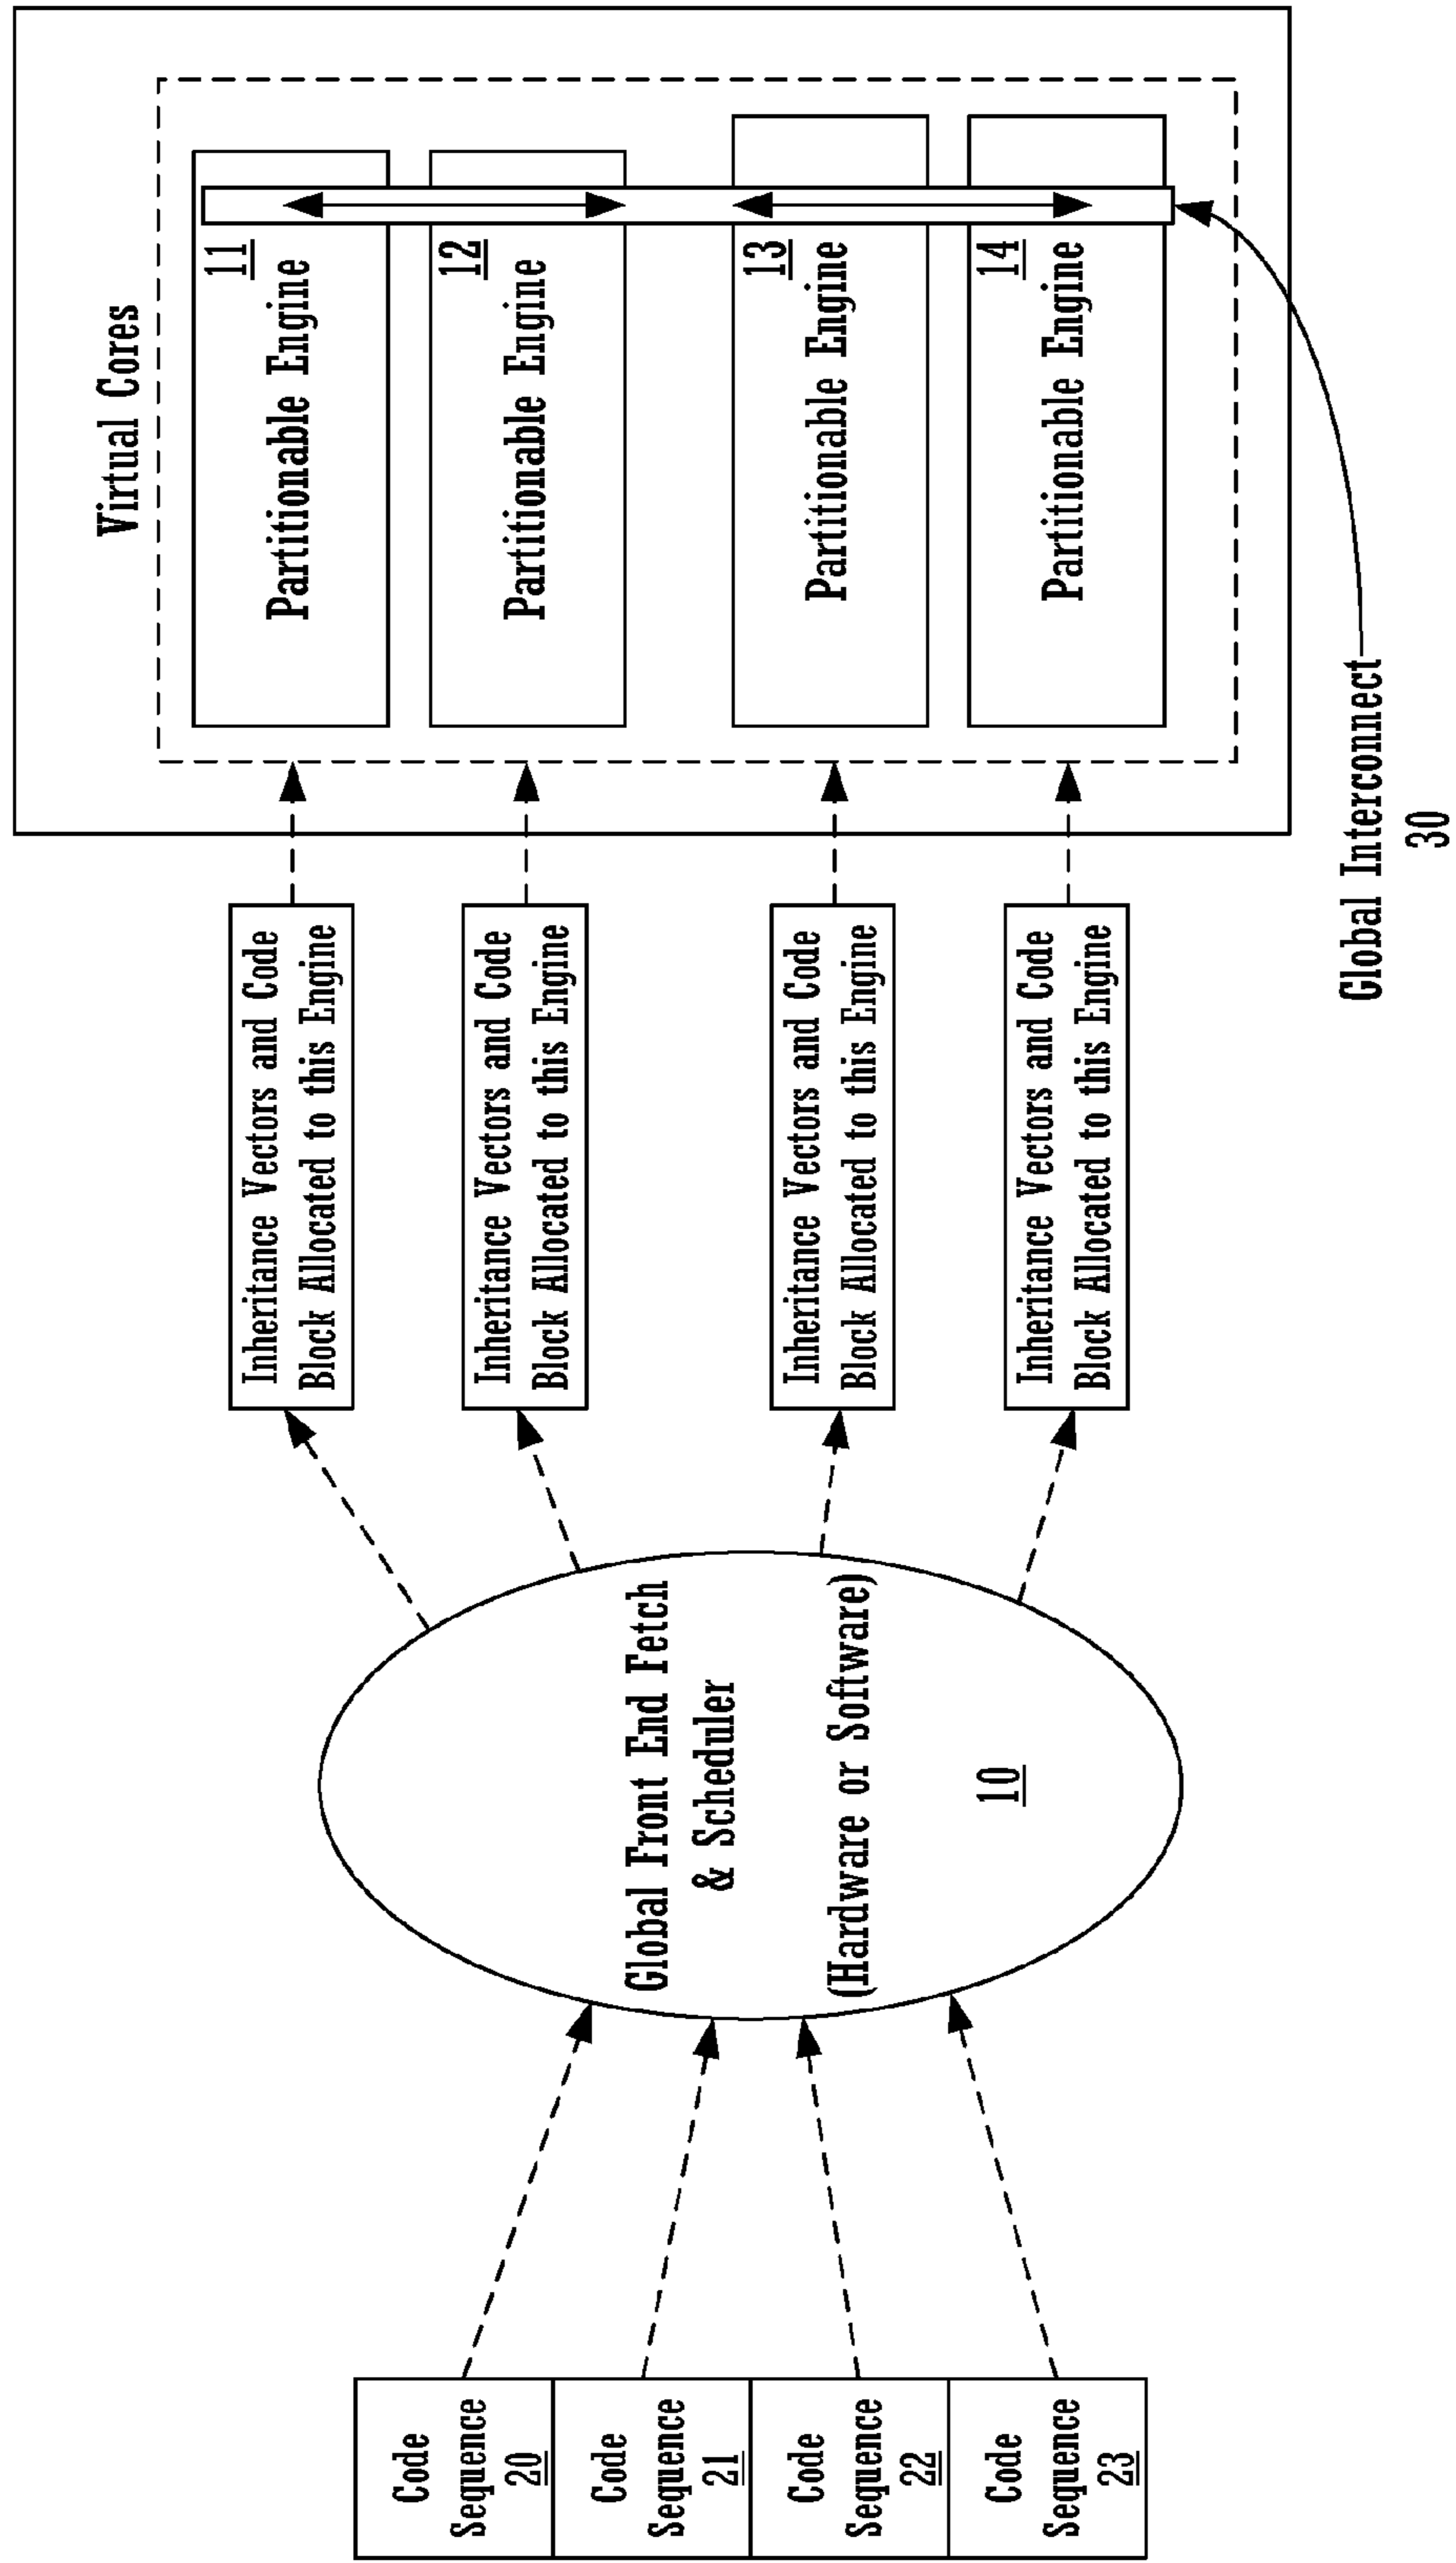 Code
Sequence
20
Code
Sequence
21
Code
Sequence
22
Code
Sequence
23
Global Front End Fetch
& Scheduler
(Hardware or Software)
10
Inheritance Vectors and Code
Block Allocated to this Engine
Inheritance Vectors and Code
Block Allocated to this Engine
Inheritance Vectors and Code
Block Allocated to this Engine
Inheritance Vectors and Code
Block Allocated to this Engine
Virtual Cores
11
Partitionable Engine
12
Partitionable Engine
13
Partitionable Engine
14
Partitionable Engine
Global Interconnect
30